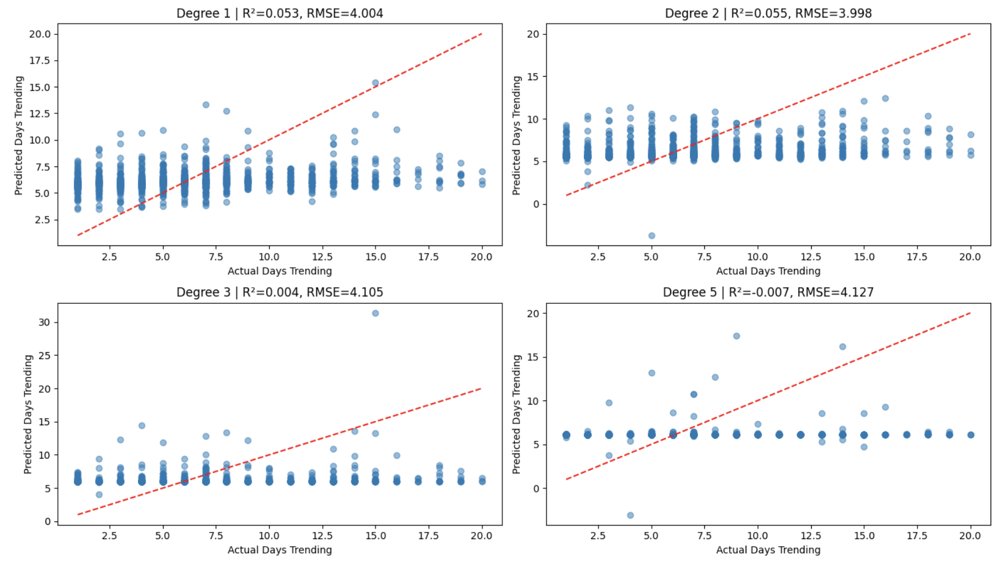 Degree 1 | R²=0.053, RMSE=4.004
20.0
17.5
15.0
12.5
10.0
7.5
5.0
2.5
Predicted Days Trending
2.5 5.0 7.5 10.0 12.5 15.0 17.5 20.0
Actual Days Trending
Degree 2 | R²=0.055, RMSE=3.998
20
15
10
5
0
Predicted Days Trending
2.5 5.0 7.5 10.0 12.5 15.0 17.5 20.0
Actual Days Trending
Degree 3 | R²=0.004, RMSE=4.105
30
25
20
15
10
5
0
Predicted Days Trending
2.5 5.0 7.5 10.0 12.5 15.0 17.5 20.0
Actual Days Trending
Degree 5 | R²=-0.007, RMSE=4.127
20
15
10
5
0
Predicted Days Trending
2.5 5.0 7.5 10.0 12.5 15.0 17.5 20.0
Actual Days Trending